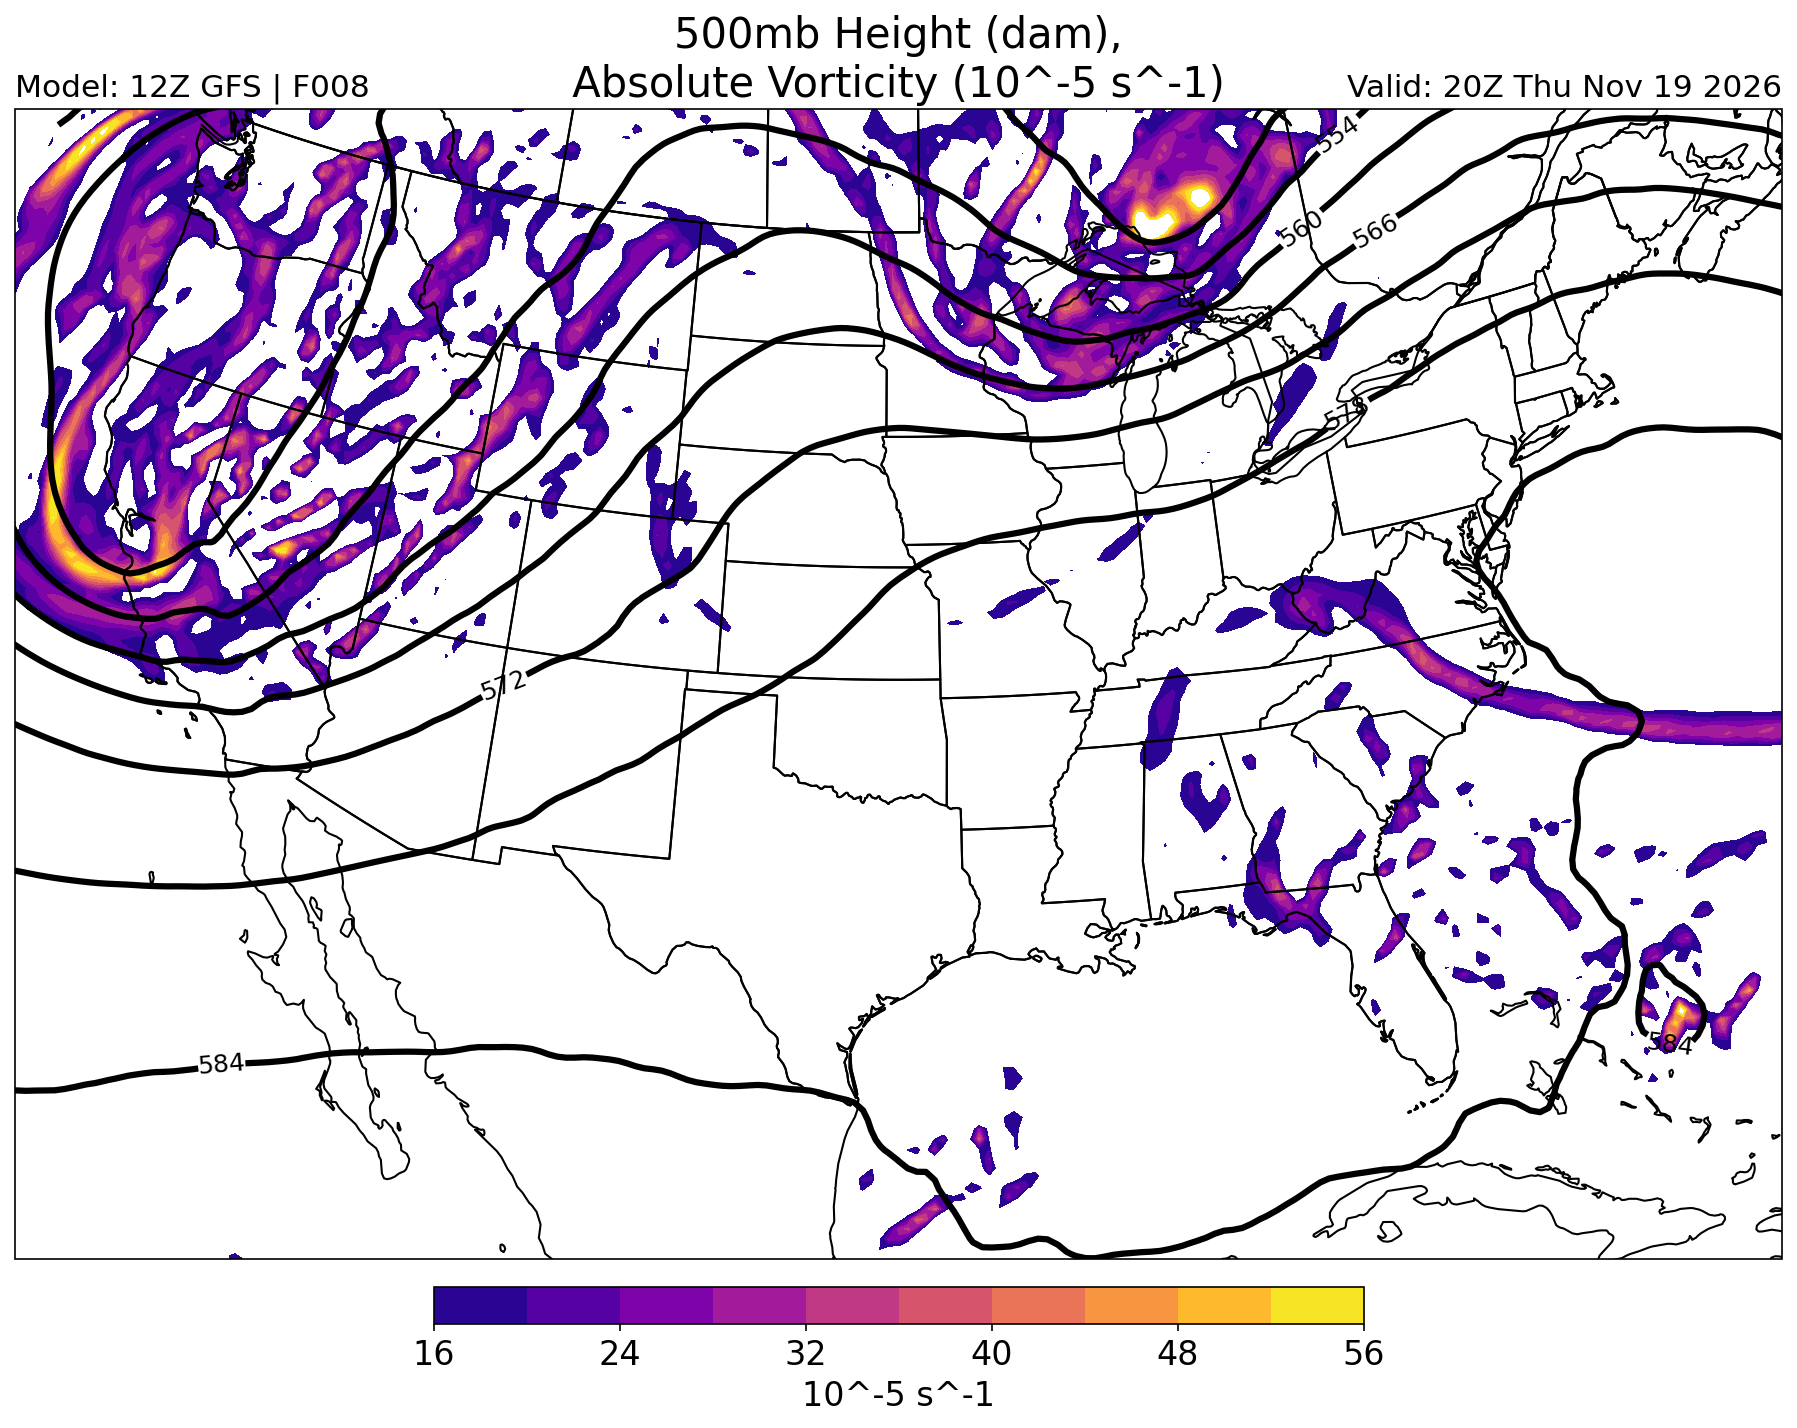 500mb Height (dam),
Absolute Vorticity (10^-5 s^-1)
Model: 12Z GFS | F008
Valid: 20Z Thu Nov 19 2026
554
560
566
578
572
584
584
16 24 32 40 48 56
10^-5 s^-1